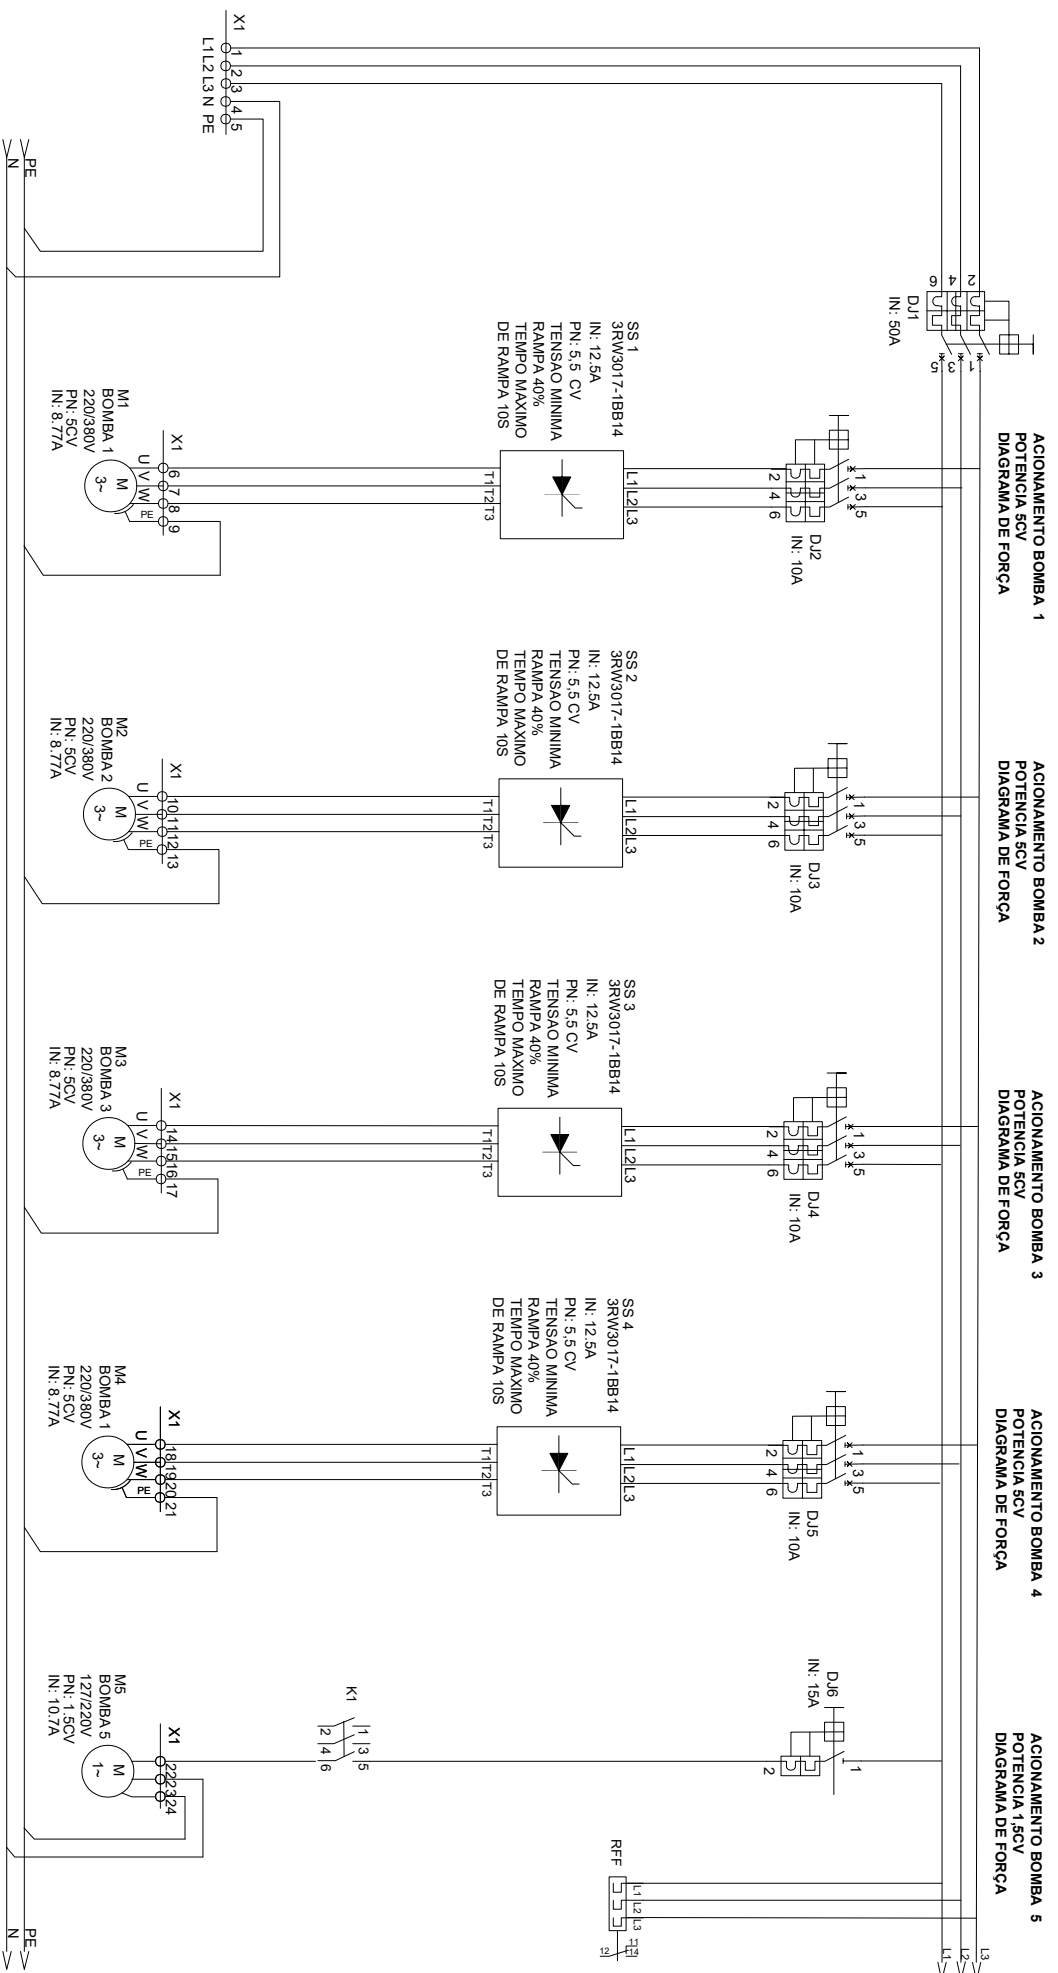 ACIONAMENTO BOMBA 1
POTENCIA 5CV
DIAGRAMA DE FORÇA
ACIONAMENTO BOMBA 2
POTENCIA 5CV
DIAGRAMA DE FORÇA
ACIONAMENTO BOMBA 3
POTENCIA 5CV
DIAGRAMA DE FORÇA
ACIONAMENTO BOMBA 4
POTENCIA 5CV
DIAGRAMA DE FORÇA
ACIONAMENTO BOMBA 5
POTENCIA 1,5CV
DIAGRAMA DE FORÇA
L3
L2
L1
2 4 6
1 3 5
DJ1
IN: 50A
1 3 5
2 4 6
DJ2
IN: 10A
1 3 5
2 4 6
DJ3
IN: 10A
1 3 5
2 4 6
DJ4
IN: 10A
1 3 5
2 4 6
DJ5
IN: 10A
DJ6
IN: 15A
1
2
SS 1
3RW3017-1BB14
IN: 12.5A
PN: 5,5 CV
TENSAO MINIMA
RAMPA 40%
TEMPO MAXIMO
DE RAMPA 10S
L1 L2 L3
T1 T2 T3
SS 2
3RW3017-1BB14
IN: 12.5A
PN: 5,5 CV
TENSAO MINIMA
RAMPA 40%
TEMPO MAXIMO
DE RAMPA 10S
L1 L2 L3
T1 T2 T3
SS 3
3RW3017-1BB14
IN: 12.5A
PN: 5,5 CV
TENSAO MINIMA
RAMPA 40%
TEMPO MAXIMO
DE RAMPA 10S
L1 L2 L3
T1 T2 T3
SS 4
3RW3017-1BB14
IN: 12.5A
PN: 5,5 CV
TENSAO MINIMA
RAMPA 40%
TEMPO MAXIMO
DE RAMPA 10S
L1 L2 L3
T1 T2 T3
RFF
L1 L2 L3
11
12 14
K1
1 3 5
2 4 6
X1
1 2 3 4 5
L1 L2 L3 N PE
X1
6 7 8 9
U V W PE
M
3~
M1
BOMBA 1
220/380V
PN: 5CV
IN: 8.77A
X1
10 11 12 13
U V W PE
M
3~
M2
BOMBA 2
220/380V
PN: 5CV
IN: 8.77A
X1
14 15 16 17
U V W PE
M
3~
M3
BOMBA 3
220/380V
PN: 5CV
IN: 8.77A
X1
18 19 20 21
U V W PE
M
3~
M4
BOMBA 1
220/380V
PN: 5CV
IN: 8.77A
X1
22 23 24
M
1~
M5
BOMBA 5
127/220V
PN: 1.5CV
IN: 10.7A
PE
N
PE
N